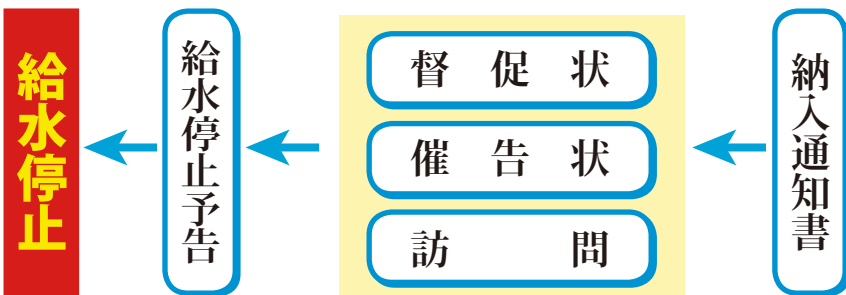 納入通知書
督促状
催告状
訪問
給水停止予告
給水停止